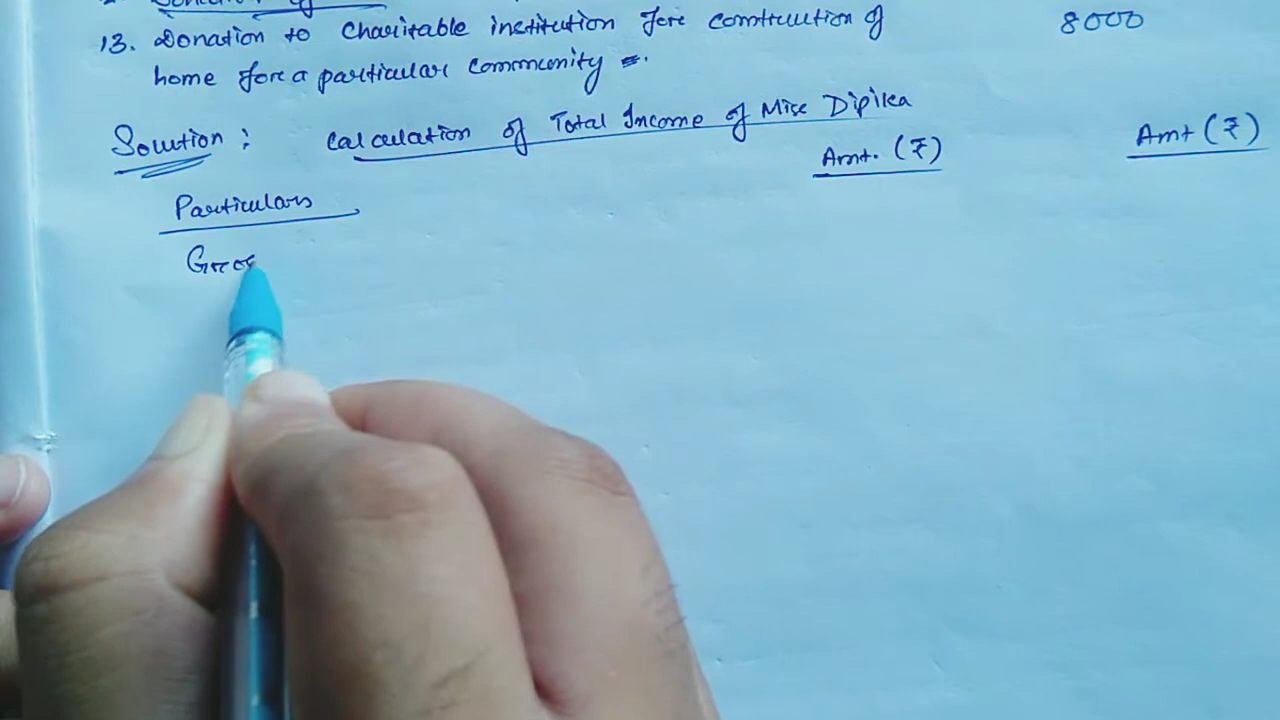 13. Donation to Charitable institution for construction of 8000
home for a particular community.
Solution : Calculation of Total Income of Miss Dipika
Particulars Amt. (₹) Amt (₹)
Gros